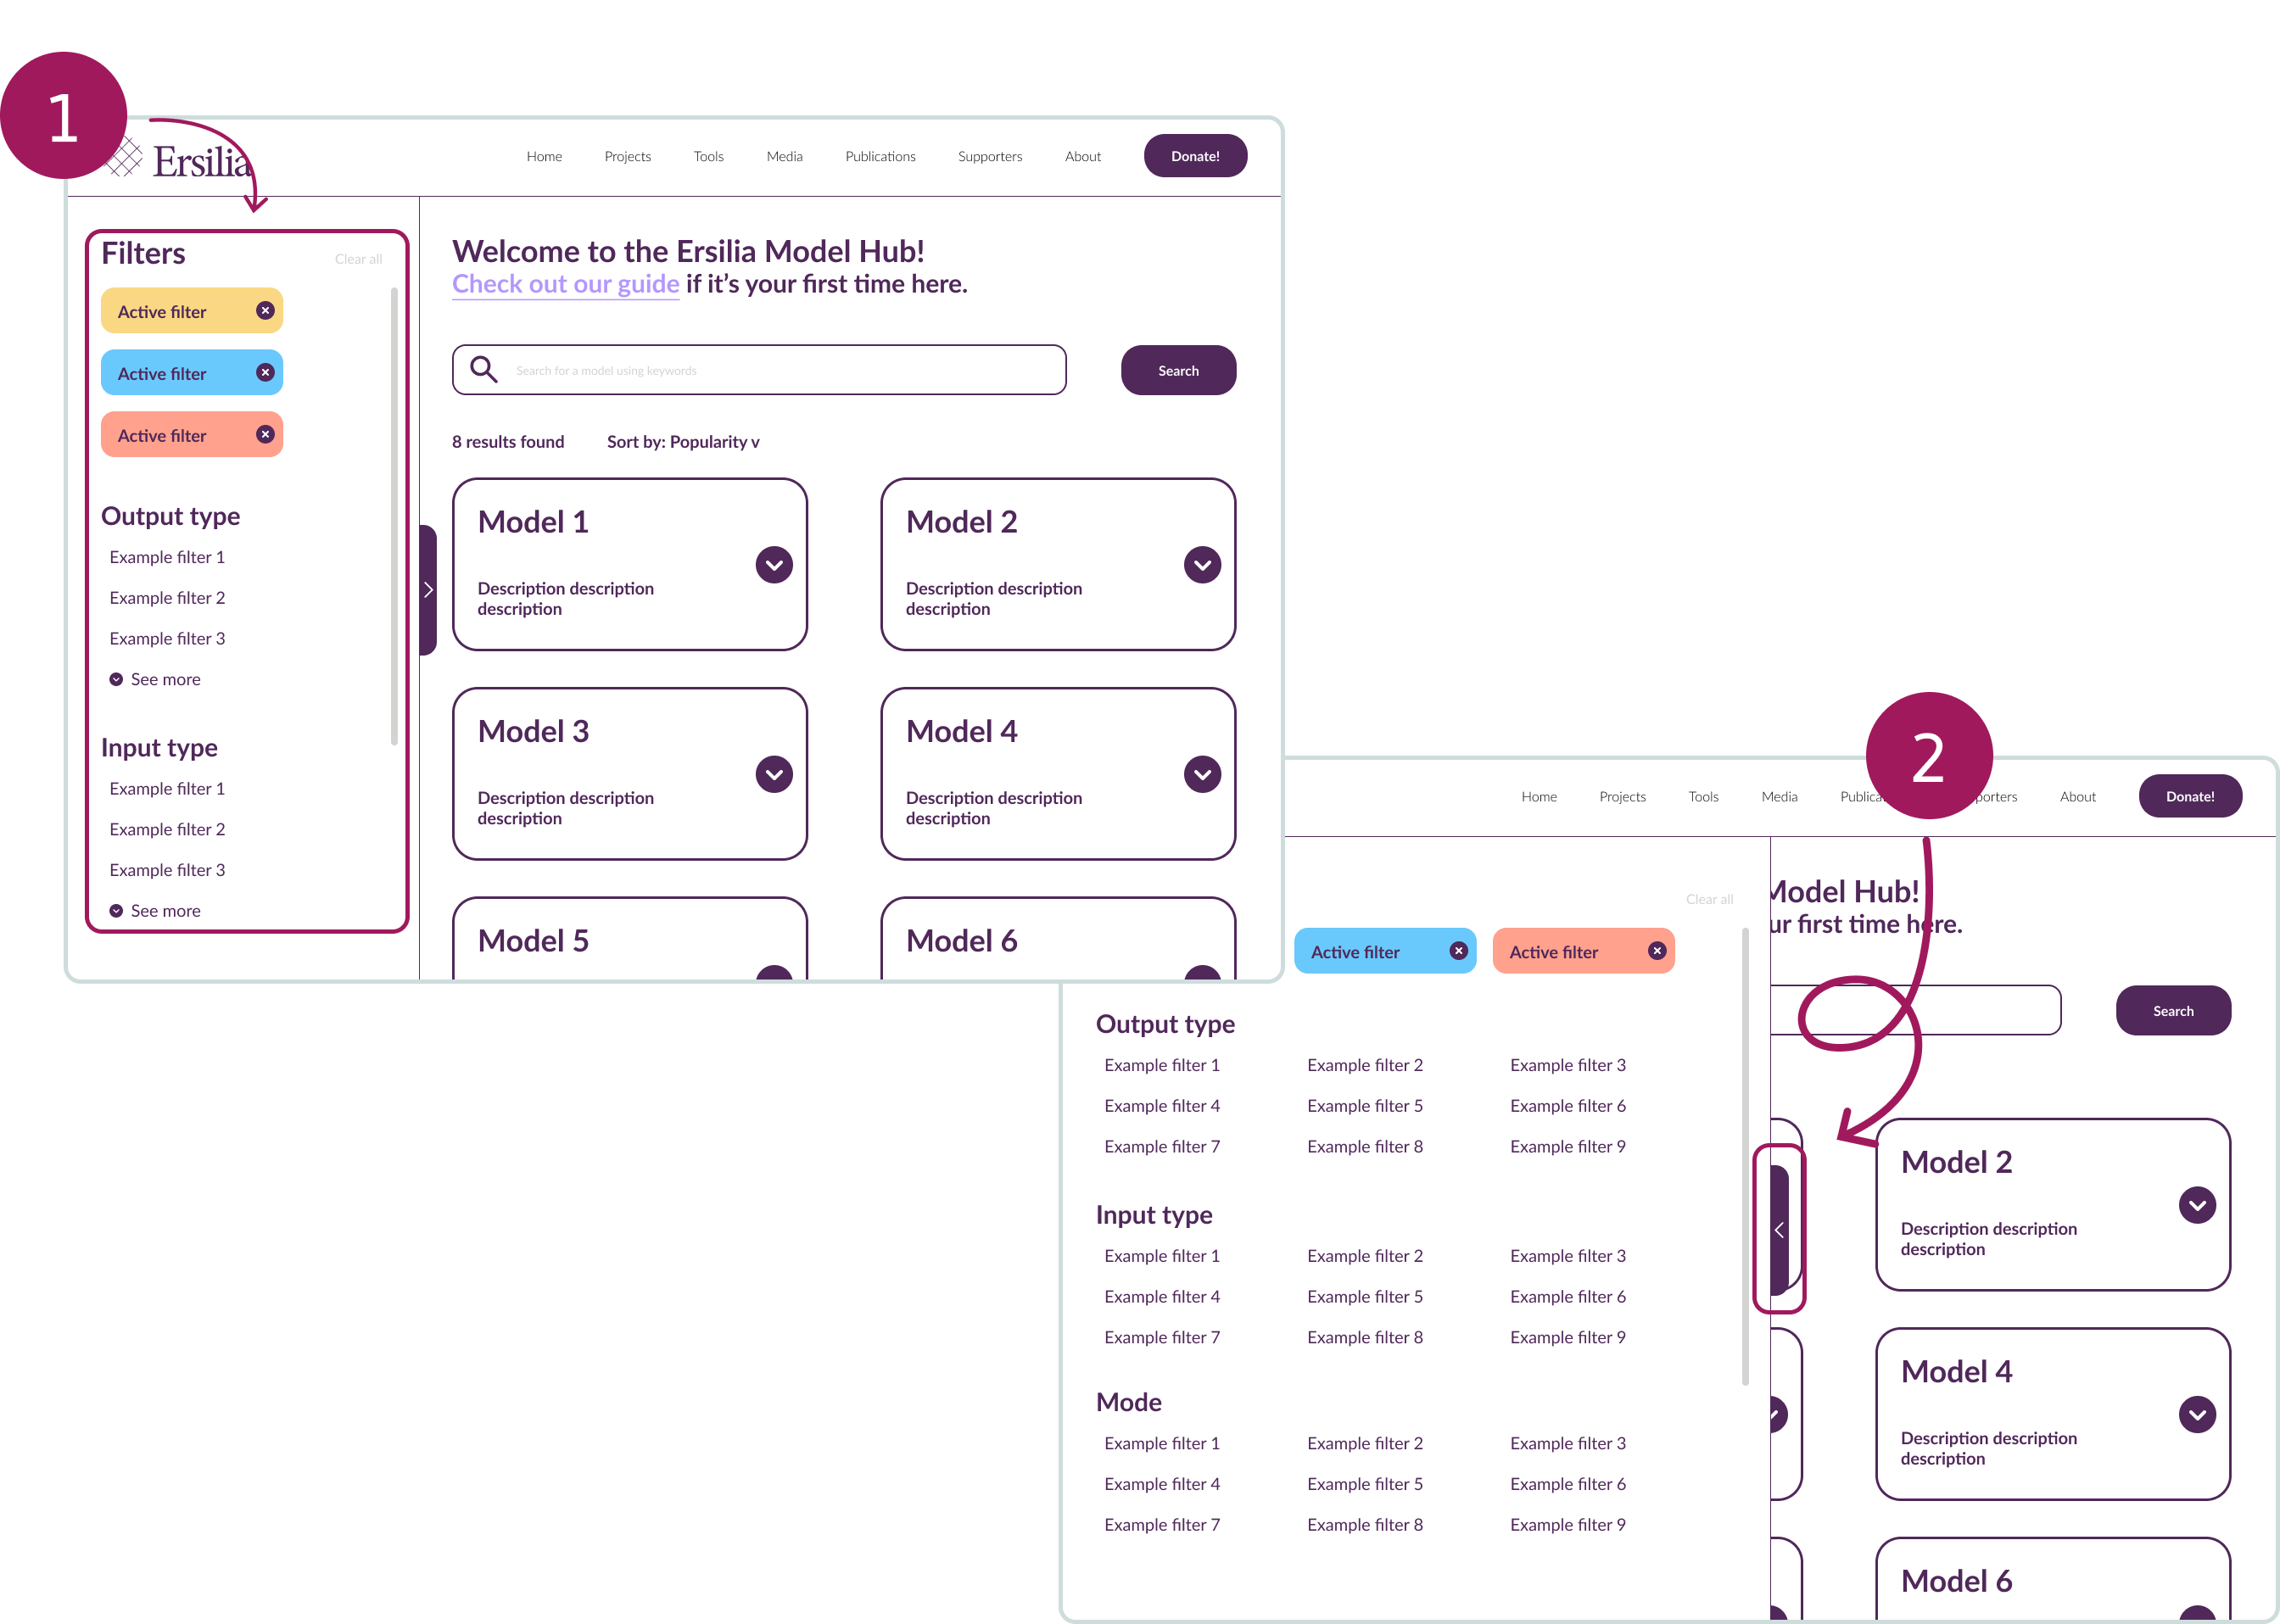 1
Ersilia
Home Projects Tools Media Publications Supporters About Donate!
Filters
Clear all
Active filter
Active filter
Active filter
Output type
Example filter 1
Example filter 2
Example filter 3
See more
Input type
Example filter 1
Example filter 2
Example filter 3
See more
Welcome to the Ersilia Model Hub!
Check out our guide if it's your first time here.
Search for a model using keywords
Search
8 results found Sort by: Popularity v
Model 1
Description description
description
Model 2
Description description
description
Model 3
Description description
description
Model 4
Description description
description
Model 5
Model 6
2
Home Projects Tools Media About Donate!
Clear all
Active filter Active filter
Output type
Example filter 1 Example filter 2 Example filter 3
Example filter 4 Example filter 5 Example filter 6
Example filter 7 Example filter 8 Example filter 9
Input type
Example filter 1 Example filter 2 Example filter 3
Example filter 4 Example filter 5 Example filter 6
Example filter 7 Example filter 8 Example filter 9
Mode
Example filter 1 Example filter 2 Example filter 3
Example filter 4 Example filter 5 Example filter 6
Example filter 7 Example filter 8 Example filter 9
Model Hub!
ur first time here.
Search
Model 2
Description description
description
Model 4
Description description
description
Model 6